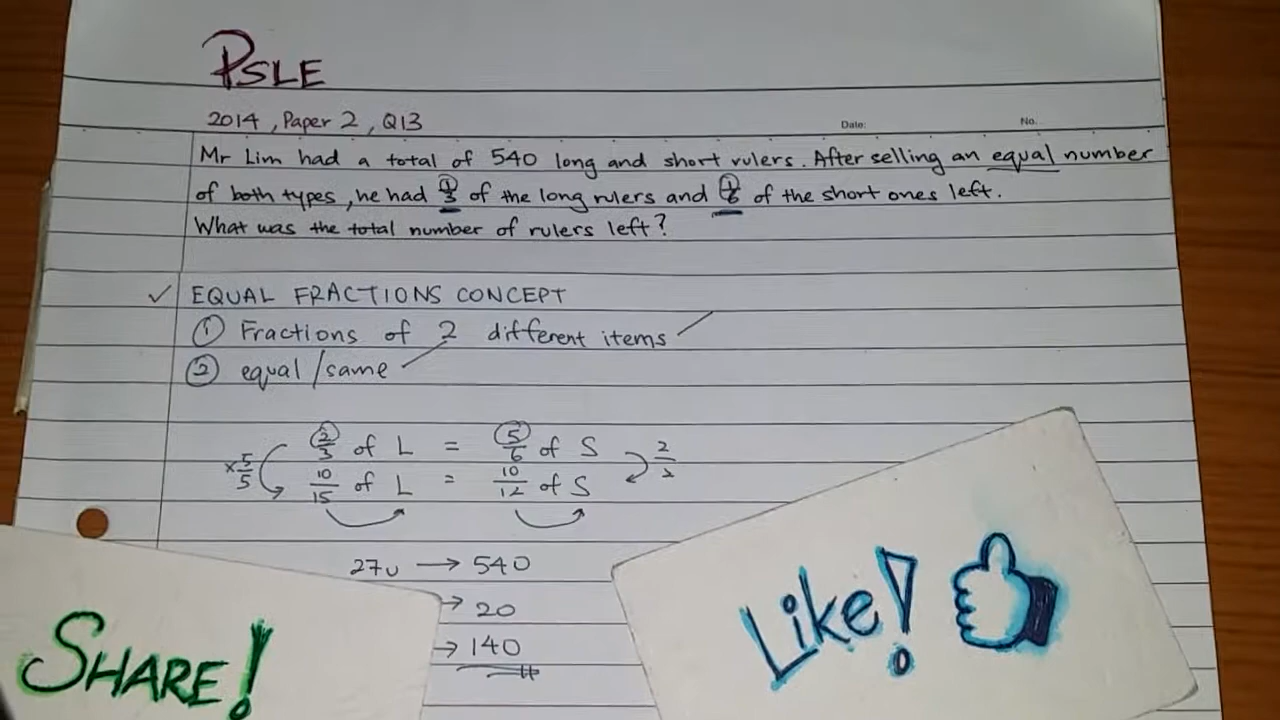 PSLE
2014, Paper 2, Q13
Date:
No.
Mr Lim had a total of 540 long and short rulers. After selling an equal number
of both types, he had 1/3 of the long rulers and 1/6 of the short ones left.
What was the total number of rulers left?
✓ EQUAL FRACTIONS CONCEPT
① Fractions of 2 different items
② equal/same
×5/5 2/3 of L = 5/6 of S 2/2
10/15 of L = 10/12 of S
27u → 540
→ 20
→ 140
SHARE!
Like!